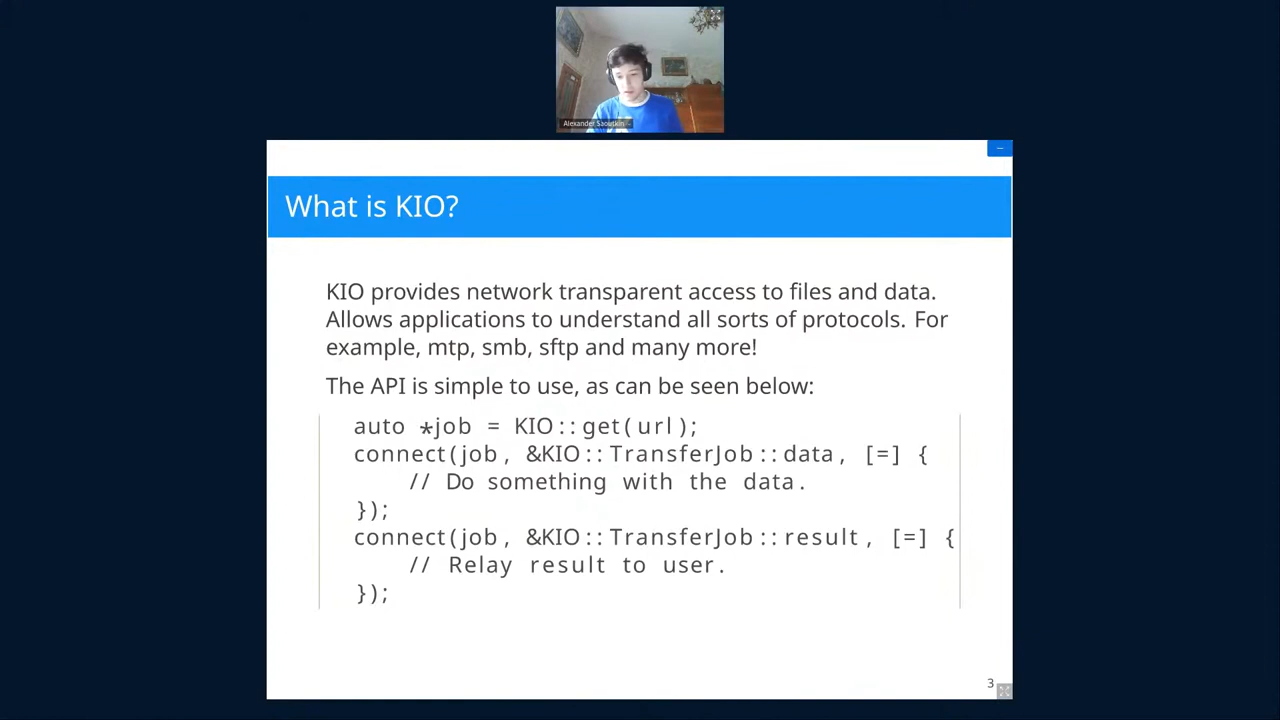 Alexander Saoutkin
What is KIO?
KIO provides network transparent access to files and data.
Allows applications to understand all sorts of protocols. For
example, mtp, smb, sftp and many more!
The API is simple to use, as can be seen below:
auto *job = KIO::get(url);
connect(job, &KIO::TransferJob::data, [=] {
// Do something with the data.
});
connect(job, &KIO::TransferJob::result, [=] {
// Relay result to user.
});
3